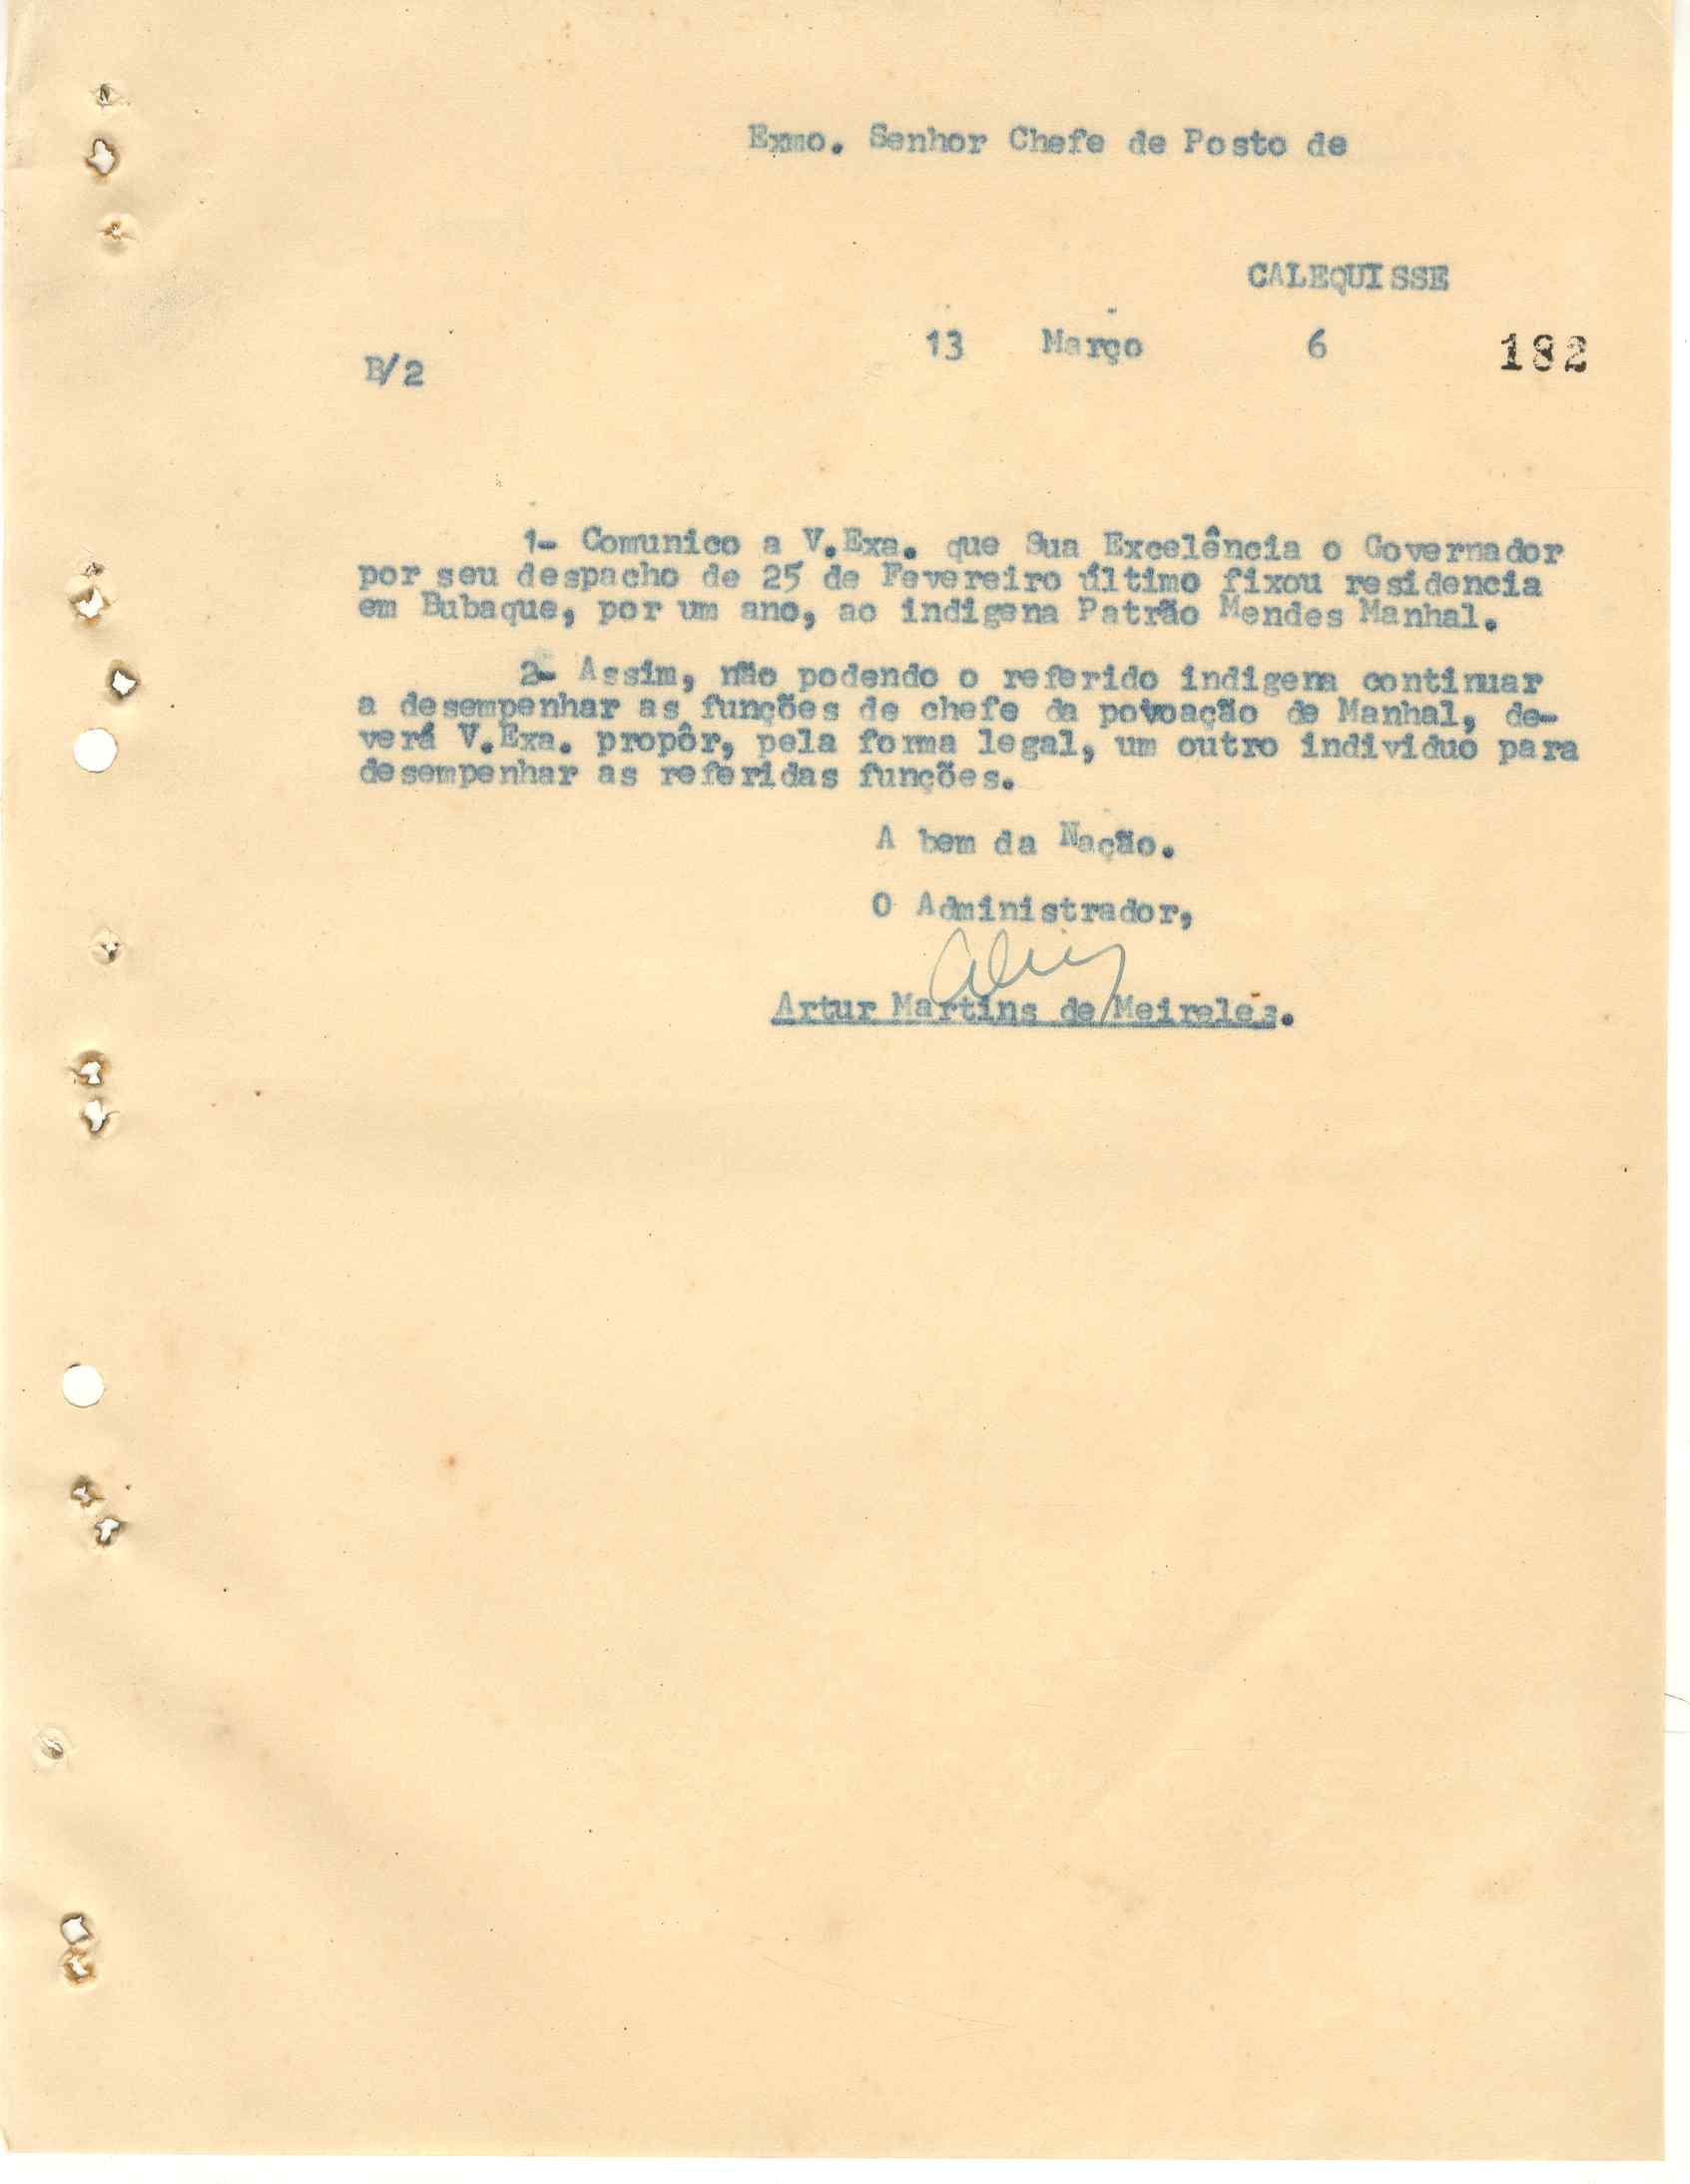 Exmo. Senhor Chefe de Posto de
CALEQUISSE
13 Março 6 182
B/2
1- Comunico a V.Exa. que Sua Excelência o Governador
por seu despacho de 25 de Fevereiro último fixou residencia
em Bubaque, por um ano, ao indigena Patrão Mendes Manhal.
2- Assim, não podendo o referido indigena continuar
a desempenhar as funções de chefe da povoação de Manhal, de-
verá V.Exa. propôr, pela forma legal, um outro individuo para
desempenhar as referidas funções.
A bem da Nação.
O Administrador,
Artur Martins de Meireles.